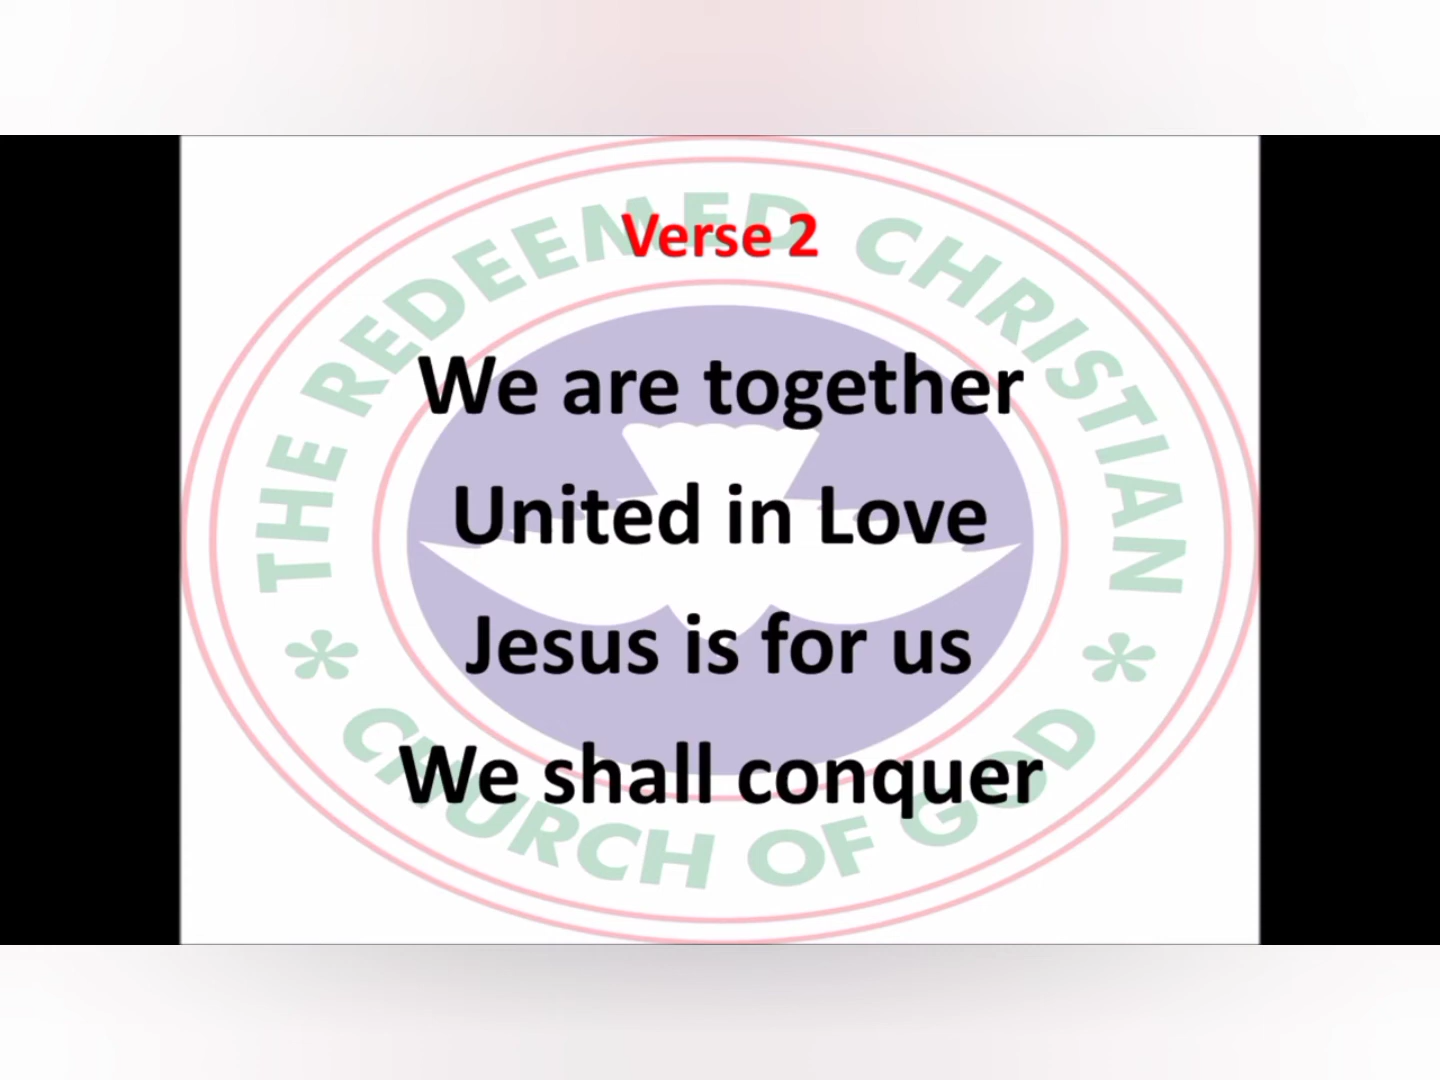 THE REDEEMED CHRISTIAN
Verse 2
We are together
United in Love
Jesus is for us
We shall conquer
* CHURCH OF GOD *